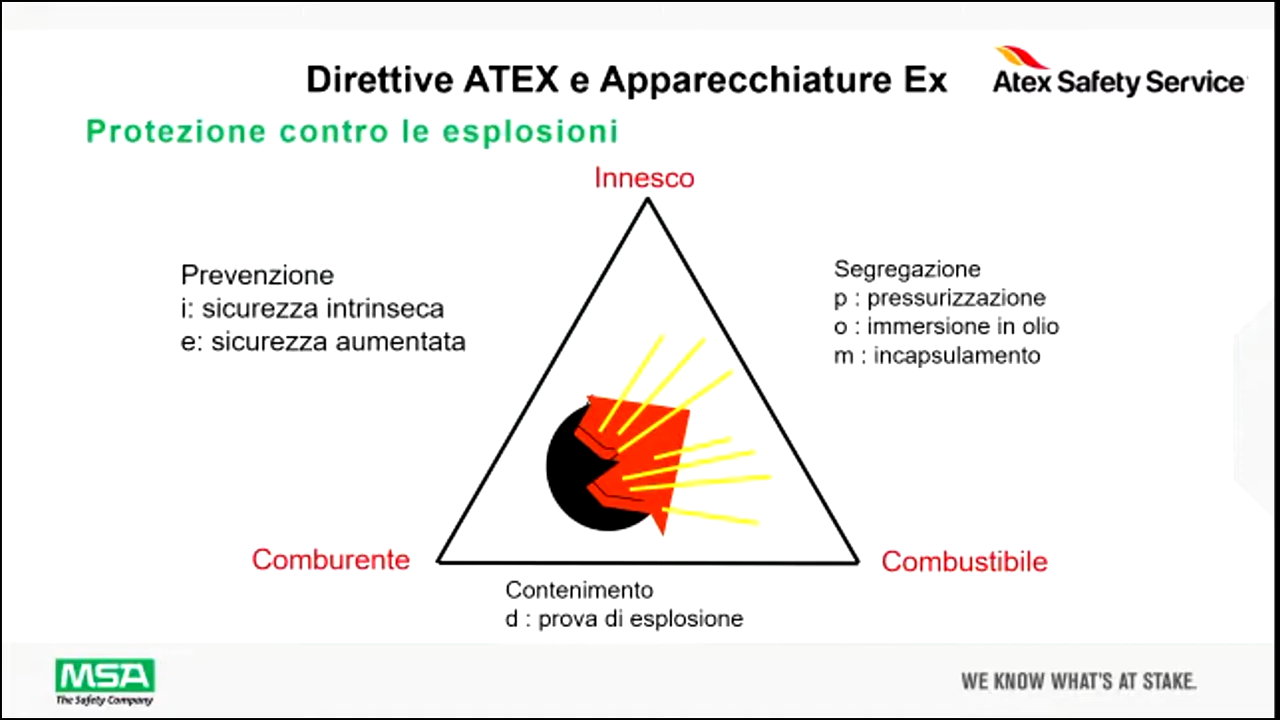 Direttive ATEX e Apparecchiature Ex
Atex Safety Service
Protezione contro le esplosioni
Innesco
Prevenzione
i: sicurezza intrinseca
e: sicurezza aumentata
Segregazione
p : pressurizzazione
o : immersione in olio
m : incapsulamento
Comburente
Combustibile
Contenimento
d : prova di esplosione
MSA
The Safety Company
WE KNOW WHAT'S AT STAKE.